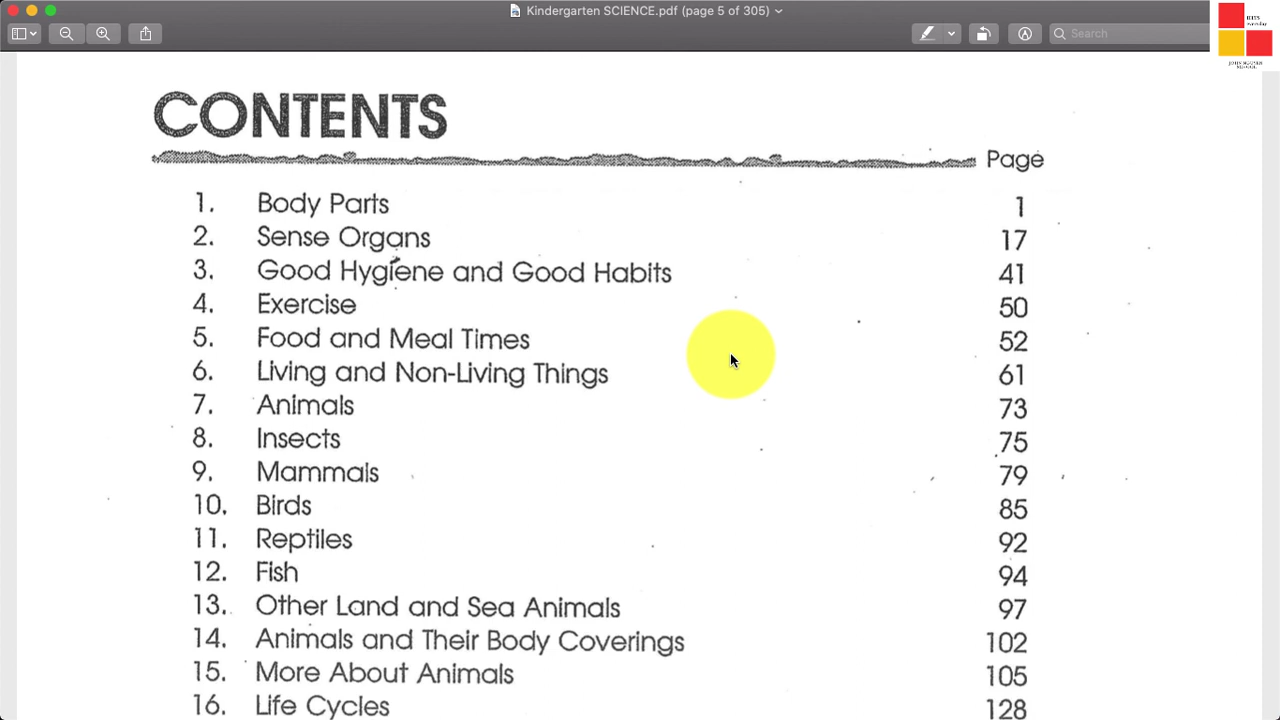 Kindergarten SCIENCE.pdf (page 5 of 305)
Search
CONTENTS
Page
1. Body Parts 1
2. Sense Organs 17
3. Good Hygiene and Good Habits 41
4. Exercise 50
5. Food and Meal Times 52
6. Living and Non-Living Things 61
7. Animals 73
8. Insects 75
9. Mammals 79
10. Birds 85
11. Reptiles 92
12. Fish 94
13. Other Land and Sea Animals 97
14. Animals and Their Body Coverings 102
15. More About Animals 105
16. Life Cycles 128